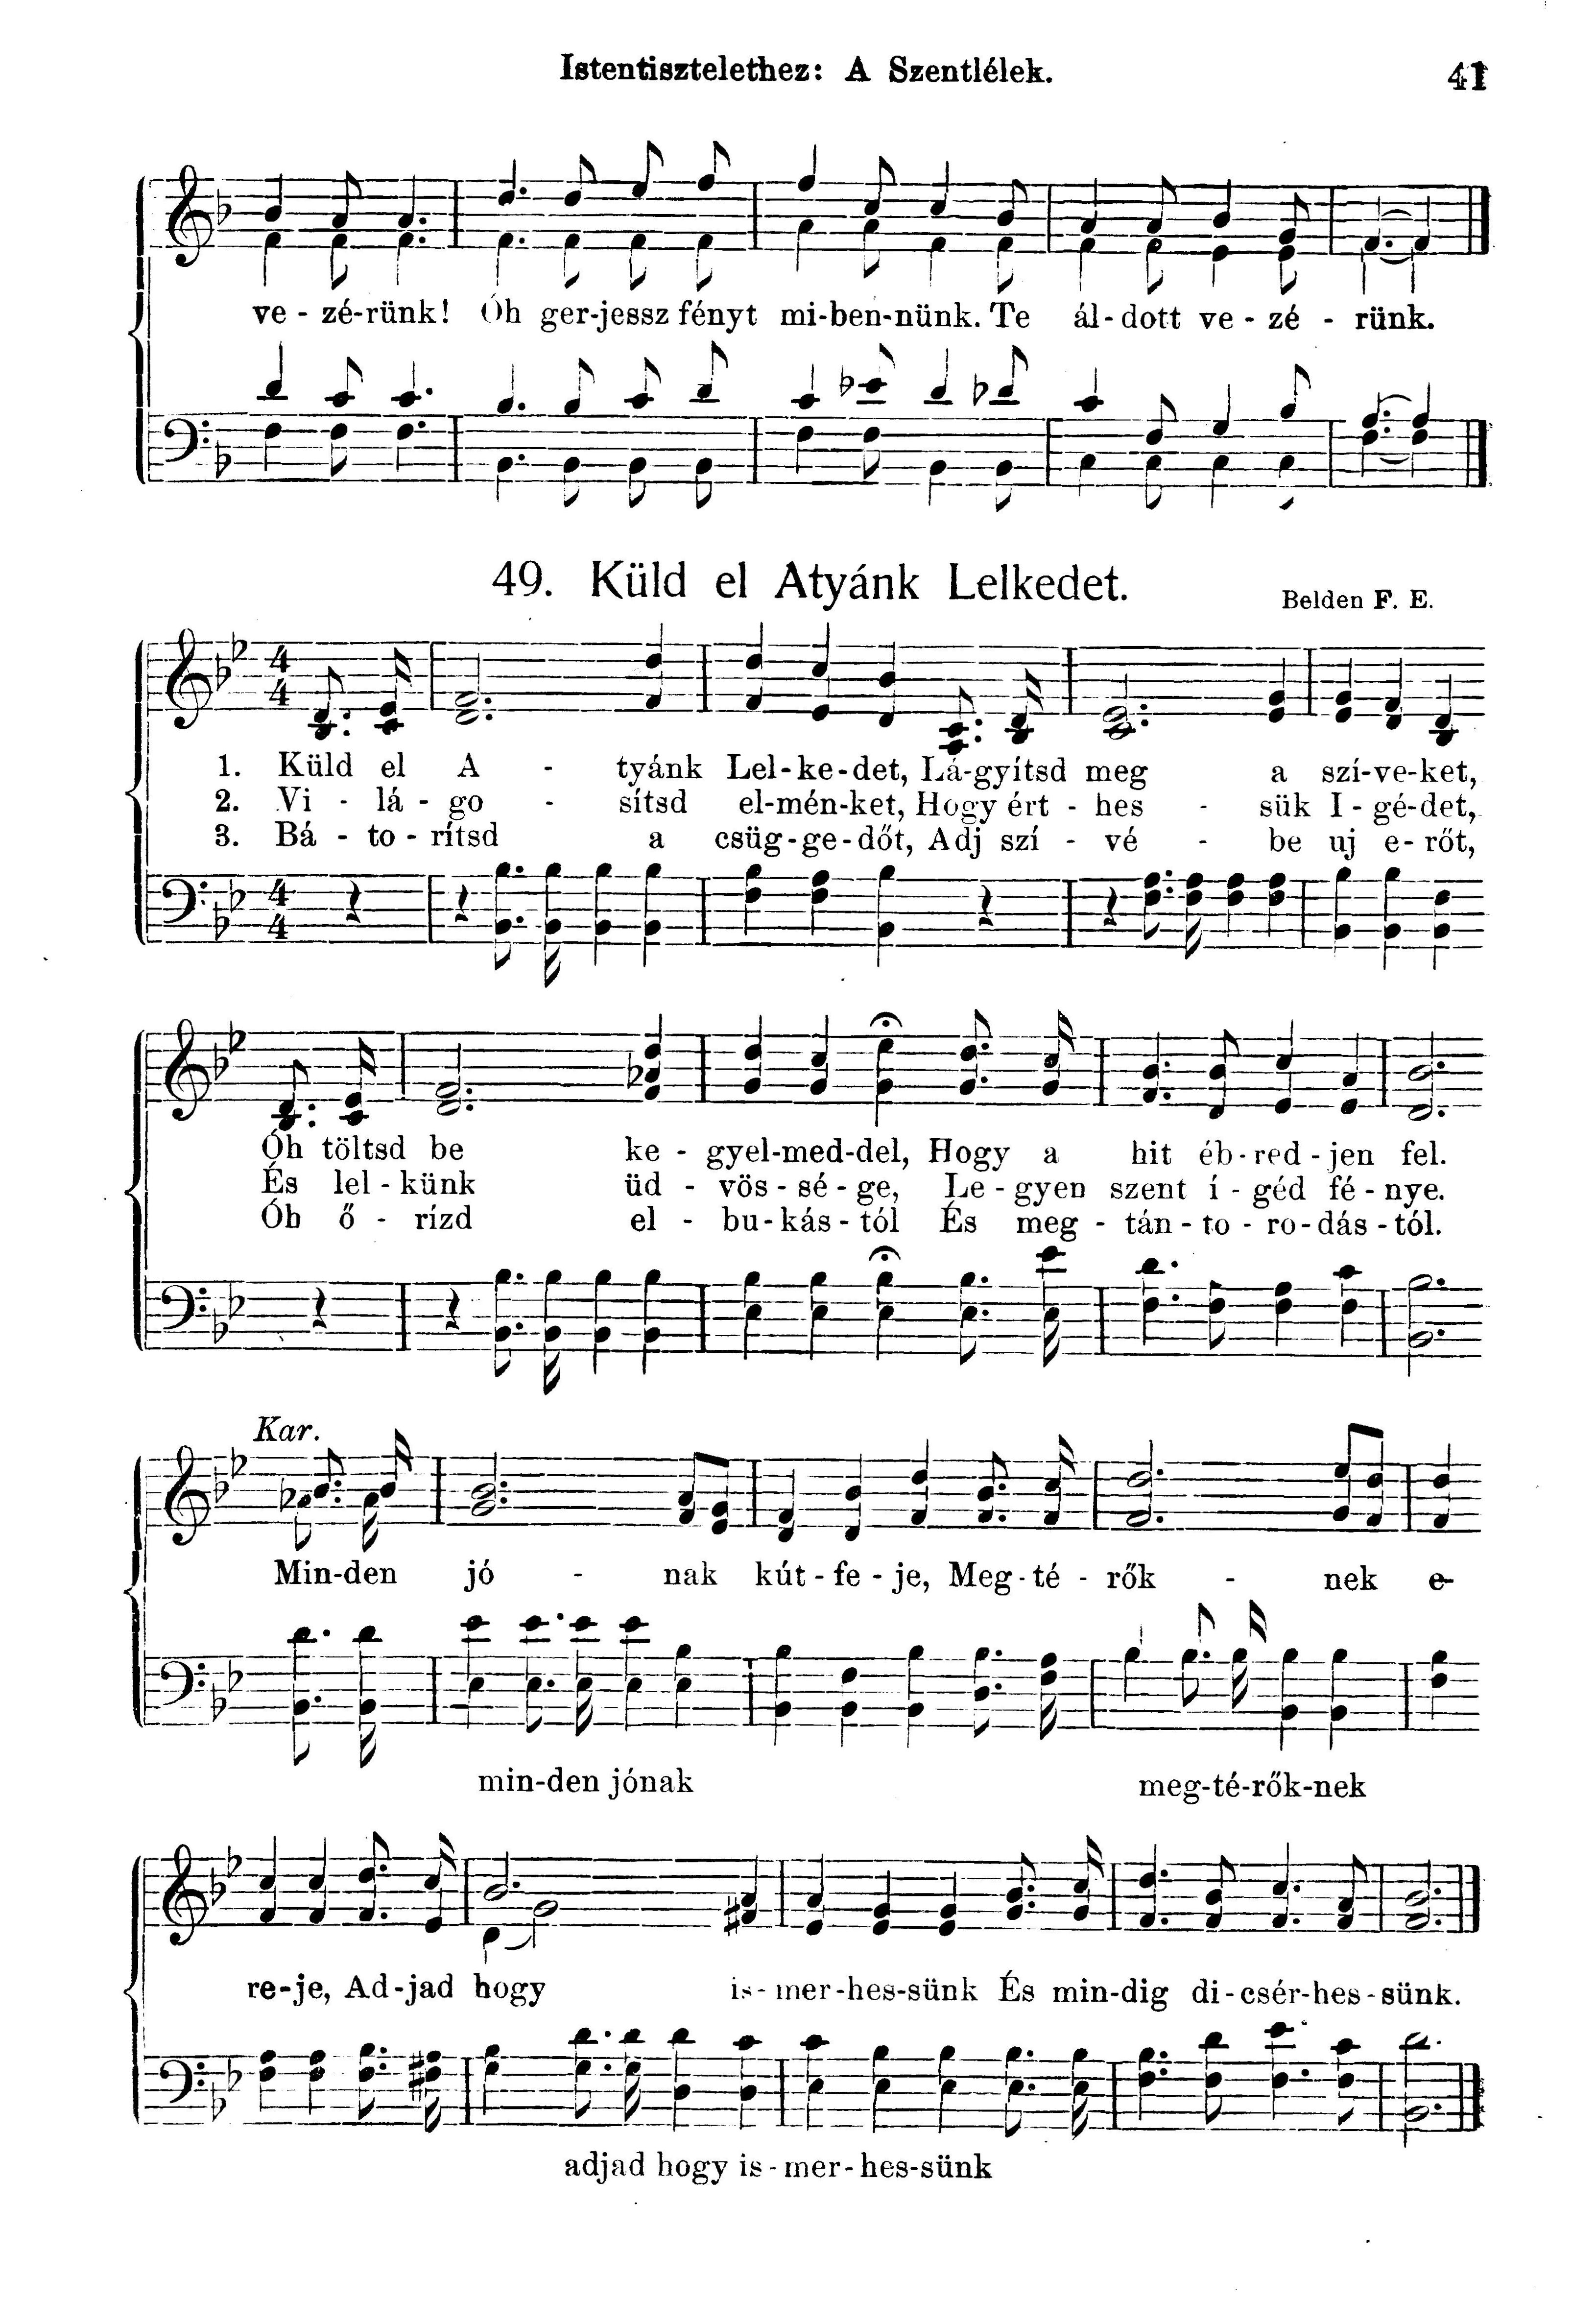 Istentisztelethez: A Szentlélek. 41
ve - zé-rünk! Óh ger-jessz fényt mi-ben-nünk. Te ál-dott ve - zé - rünk.
49. Küld el Atyánk Lelkedet.
Belden F. E.
1. Küld el A - tyánk Lel-ke-det, Lá-gyítsd meg a szí-ve-ket,
2. Vi - lá - go - sítsd el-mén-ket, Hogy ért - hes - sük I - gé-det,
3. Bá - to - rítsd a csüg-ge-dőt, Adj szí - vé - be uj e-rőt,
Óh töltsd be ke - gyel-med-del, Hogy a hit éb-red-jen fel.
És lel-künk üd - vös - sé - ge, Le - gyen szent í - géd fé - nye.
Óh ő - rízd el - bu-kás-tól És meg - tán-to - ro-dás-tól.
Kar.
Min-den jó - nak kút-fe-je, Meg-té - rők - nek e-
min-den jónak meg-té-rők-nek
re-je, Ad-jad hogy is-mer-hes-sünk És min-dig di-csér-hes-sünk.
adjad hogy is-mer-hes-sünk